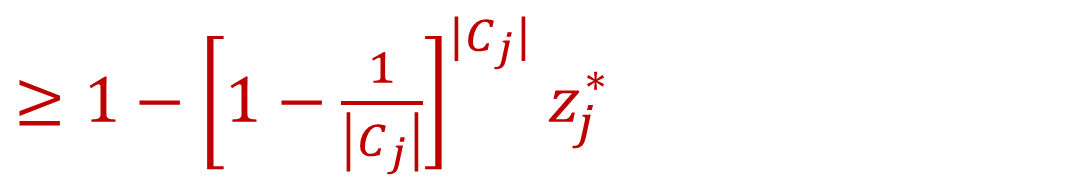 ≥ 1 − [1 − 1/|C_j|]^{|C_j|} z_j^*